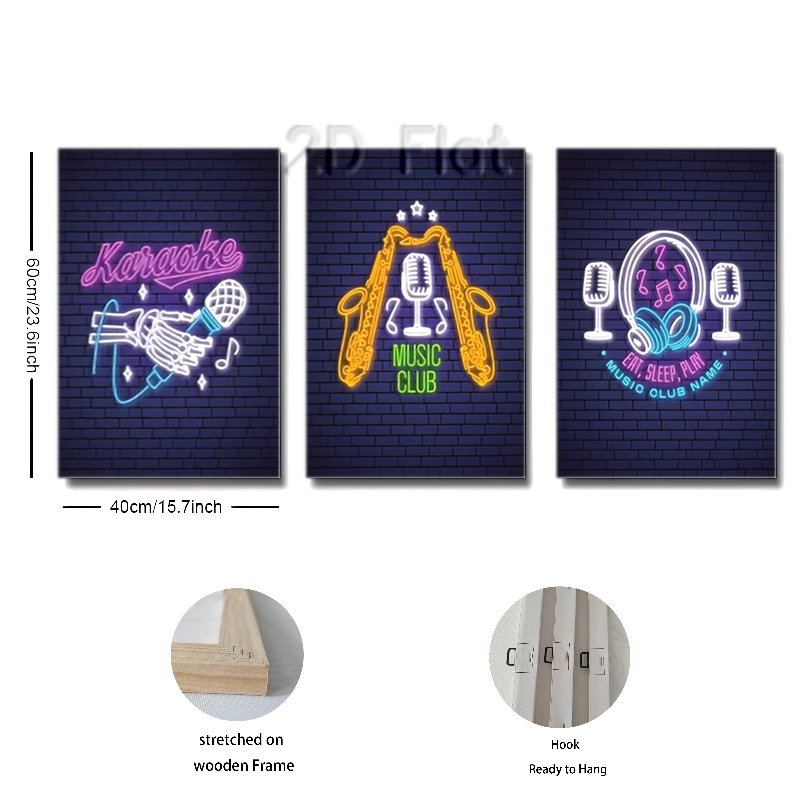 2D Flat
Karaoke
MUSIC
CLUB
EAT, SLEEP, PLAY
• MUSIC CLUB NAME •
60cm/23.6inch
40cm/15.7inch
stretched on
wooden Frame
Hook
Ready to Hang